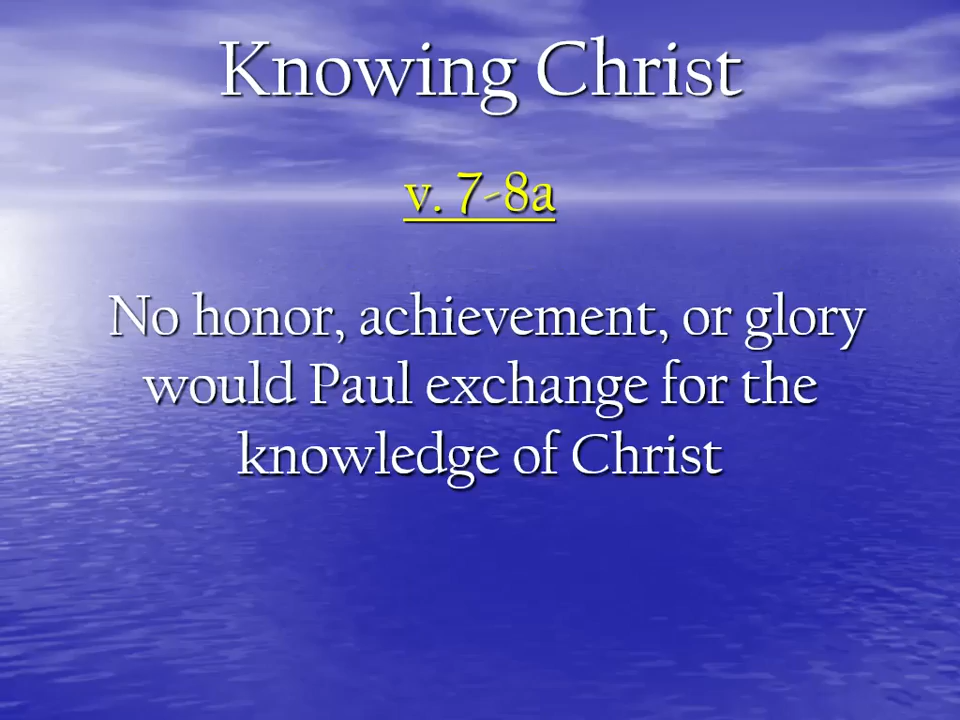 Knowing Christ
v. 7-8a
No honor, achievement, or glory
would Paul exchange for the
knowledge of Christ